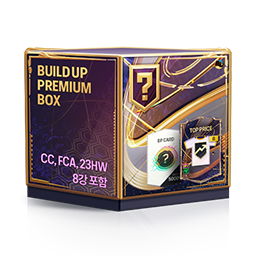 BUILD UP
PREMIUM
BOX
CC, FCA, 23HW
8강 포함
?
BP CARD
?
TOP PRICE